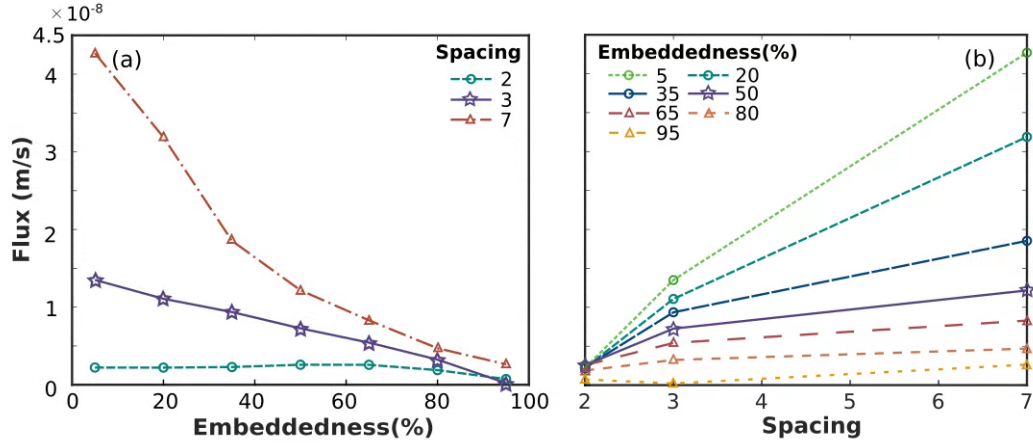 ×10-8
4.5
4
3
2
1
0
Flux (m/s)
(a)
Spacing
2
3
7
0 20 40 60 80 100
Embeddedness(%)
Embeddedness(%)
5 20
35 50
65 80
95
(b)
2 3 4 5 6 7
Spacing